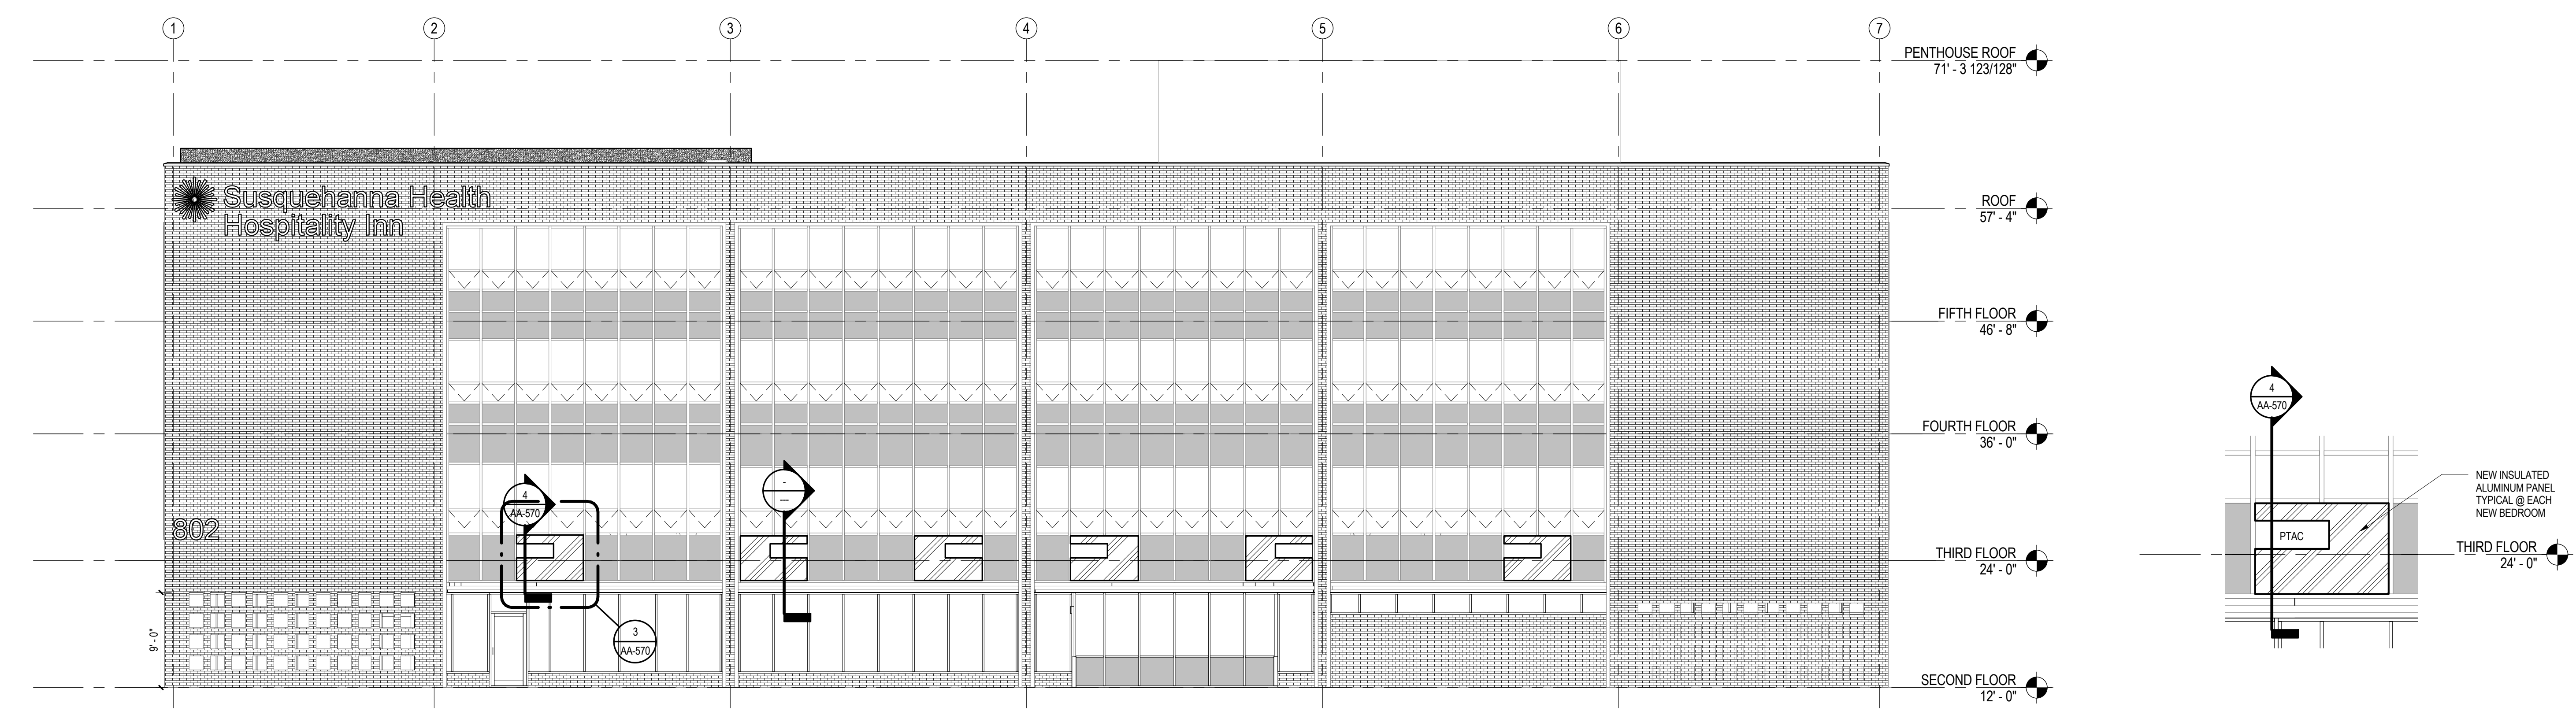 1 2 3 4 5 6 7
PENTHOUSE ROOF
71' - 3 123/128"
Susquehanna Health
Hospitality Inn
ROOF
57' - 4"
FIFTH FLOOR
46' - 8"
FOURTH FLOOR
36' - 0"
802
4
AA-570
-
---
THIRD FLOOR
24' - 0"
3
AA-570
9' - 0"
SECOND FLOOR
12' - 0"
4
AA-570
NEW INSULATED
ALUMINUM PANEL
TYPICAL @ EACH
NEW BEDROOM
PTAC
THIRD FLOOR
24' - 0"